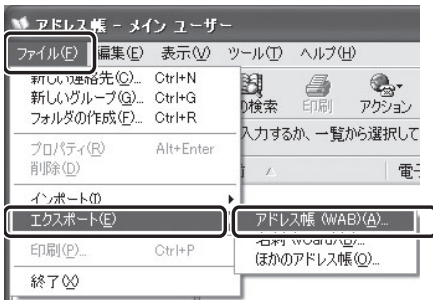 アドレス帳 - メイン ユーザー
ファイル(F) 編集(E) 表示(V) ツール(T) ヘルプ(H)
新しい連絡先(C)... Ctrl+N
新しいグループ(G)... Ctrl+G
フォルダの作成(F)... Ctrl+R
の検索 印刷 アクション
入力するか、一覧から選択して
プロパティ(R) Alt+Enter
削除(D)
電子
インポート(I)
エクスポート(E) アドレス帳 (WAB)(A)...
印刷(P)... Ctrl+P
ほかのアドレス帳(O)...
終了(X)